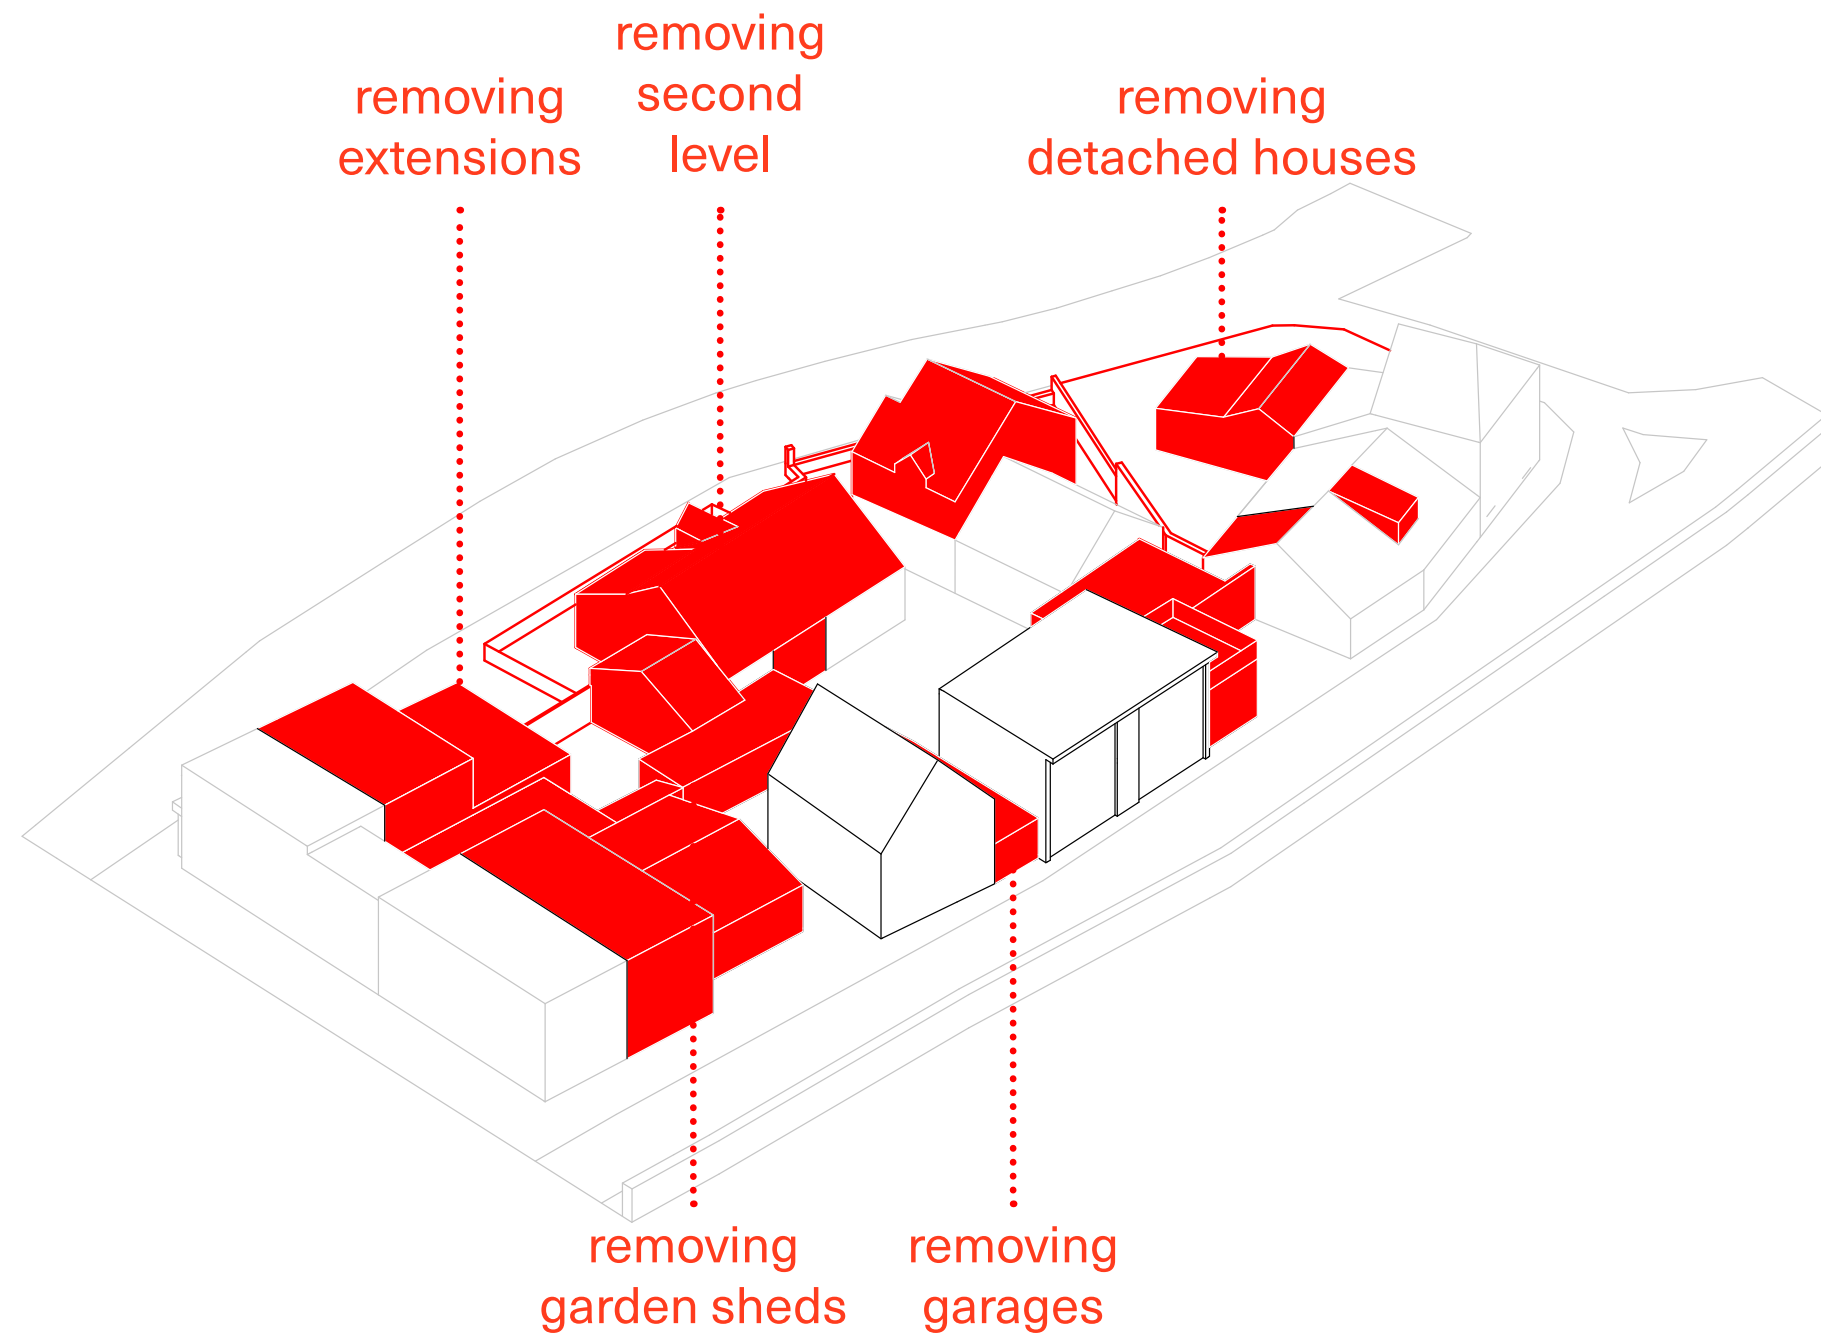 removing
second
level
removing
extensions
removing
detached houses
removing
garden sheds
removing
garages